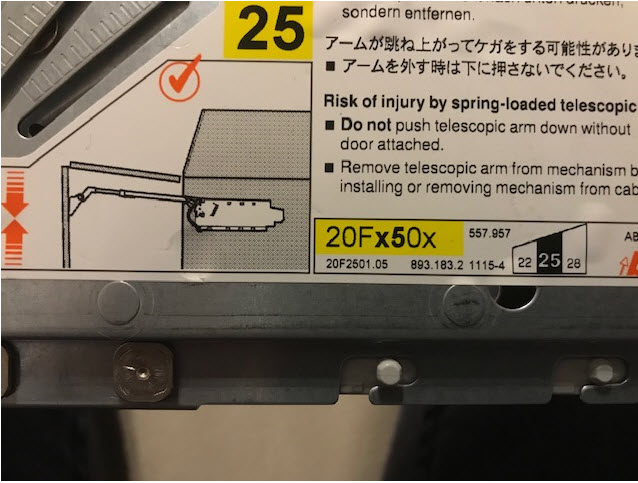 25
sondern entfernen.
アームが跳ね上がってケガをする可能性があり
■ アームを外す時は下に押さないでください。
Risk of injury by spring-loaded telescopic
■ Do not push telescopic arm down without
door attached.
■ Remove telescopic arm from mechanism b
installing or removing mechanism from cab
20Fx50x 557.957
20F2501.05 893.183.2 1115-4
22 25 28
AB